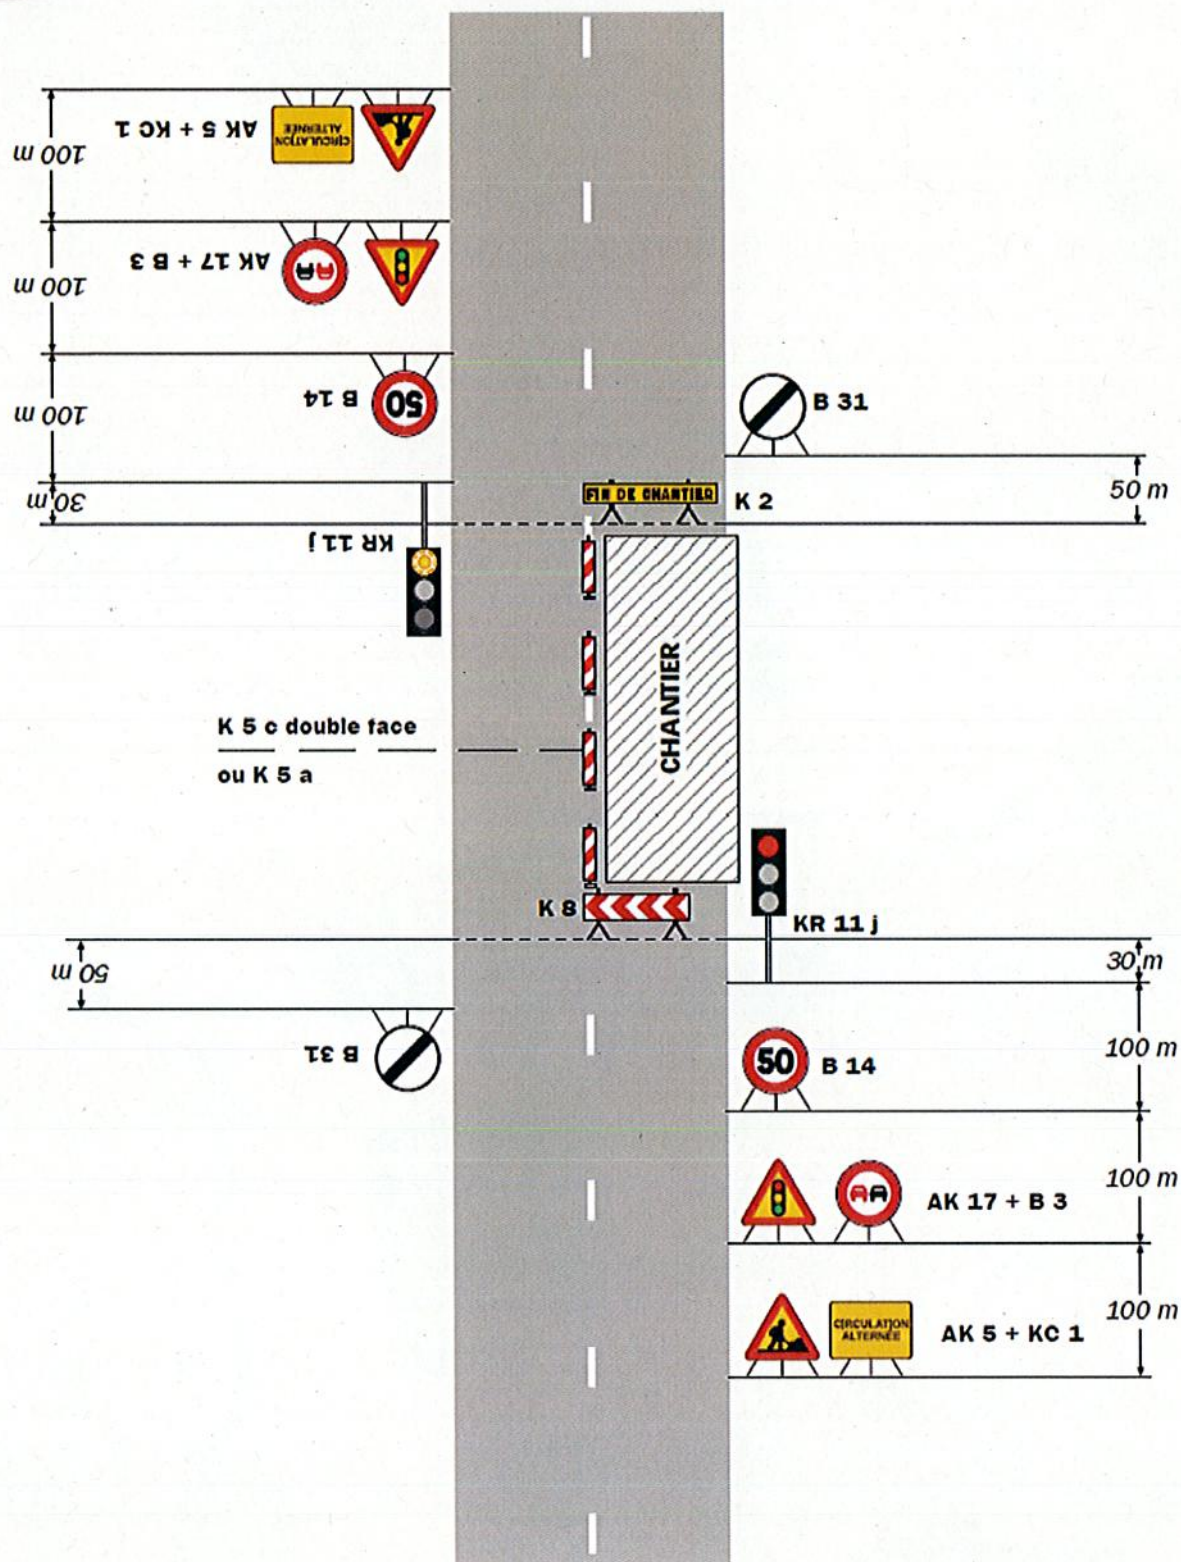 AK 5 + KC 1
CIRCULATION
ALTERNÉE
100 m
AK 17 + B 3
100 m
B 14
50
100 m
30 m
KR 11 j
B 31
50 m
FIN DE CHANTIER
K 2
CHANTIER
K 5 c double face
ou K 5 a
K 8
KR 11 j
50 m
30 m
B 31
50
B 14
100 m
AK 17 + B 3
100 m
CIRCULATION
ALTERNÉE
AK 5 + KC 1
100 m